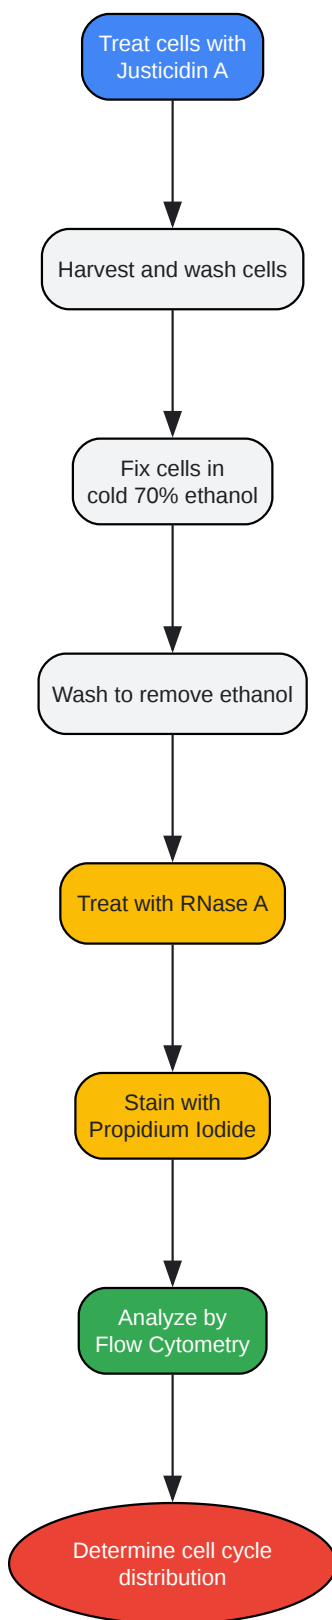 Treat cells with
Justicidin A
Harvest and wash cells
Fix cells in
cold 70% ethanol
Wash to remove ethanol
Treat with RNase A
Stain with
Propidium Iodide
Analyze by
Flow Cytometry
Determine cell cycle
distribution